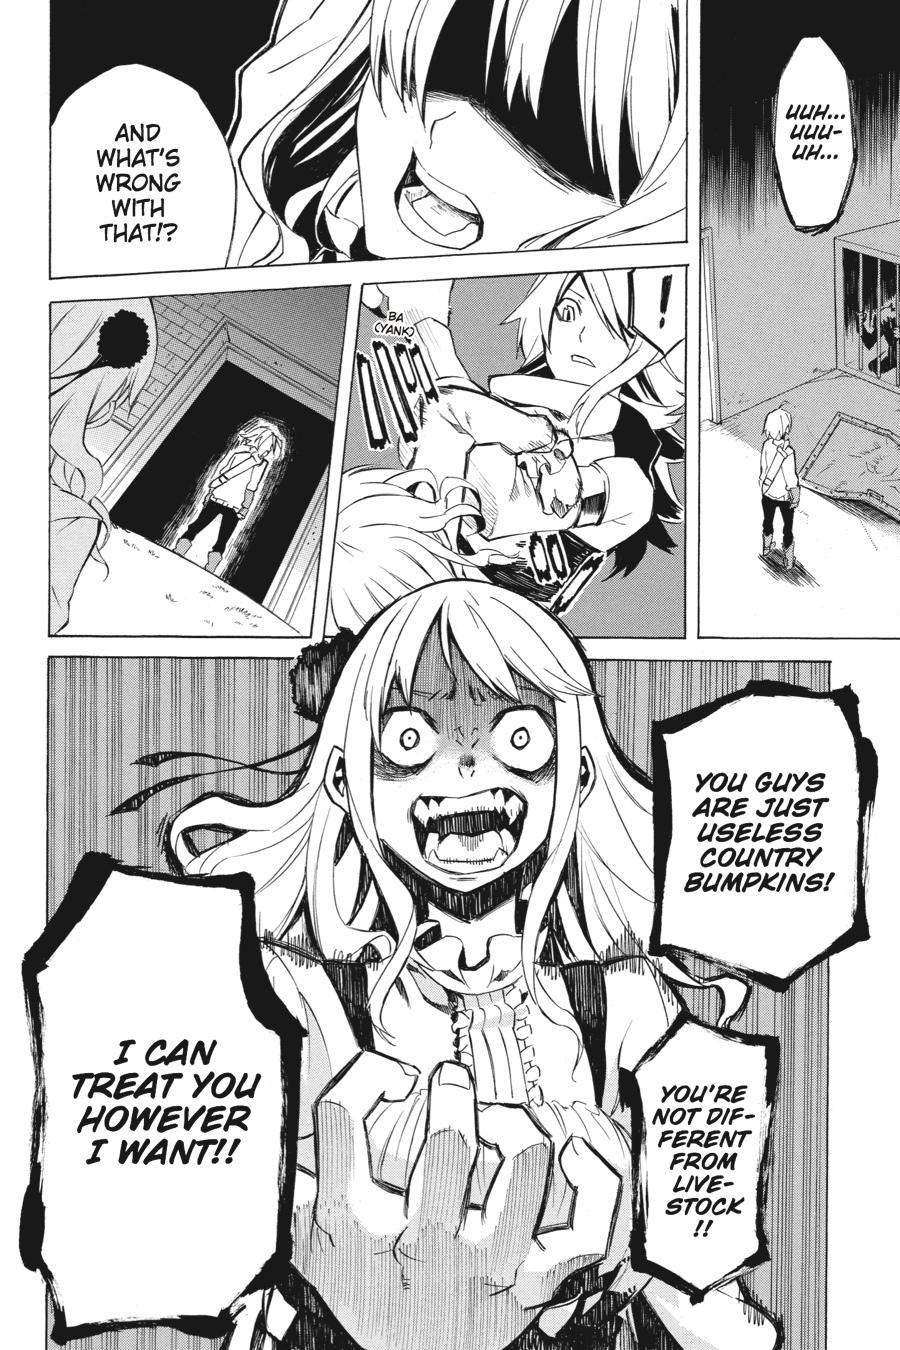 UUH...
UUU-
UH...
AND
WHAT'S
WRONG
WITH
THAT!?
!
BA
(YANK)
YOU GUYS
ARE JUST
USELESS
COUNTRY
BUMPKINS!
YOU'RE
NOT DIF-
FERENT
FROM
LIVE-
STOCK
!!
I CAN
TREAT YOU
HOWEVER
I WANT!!